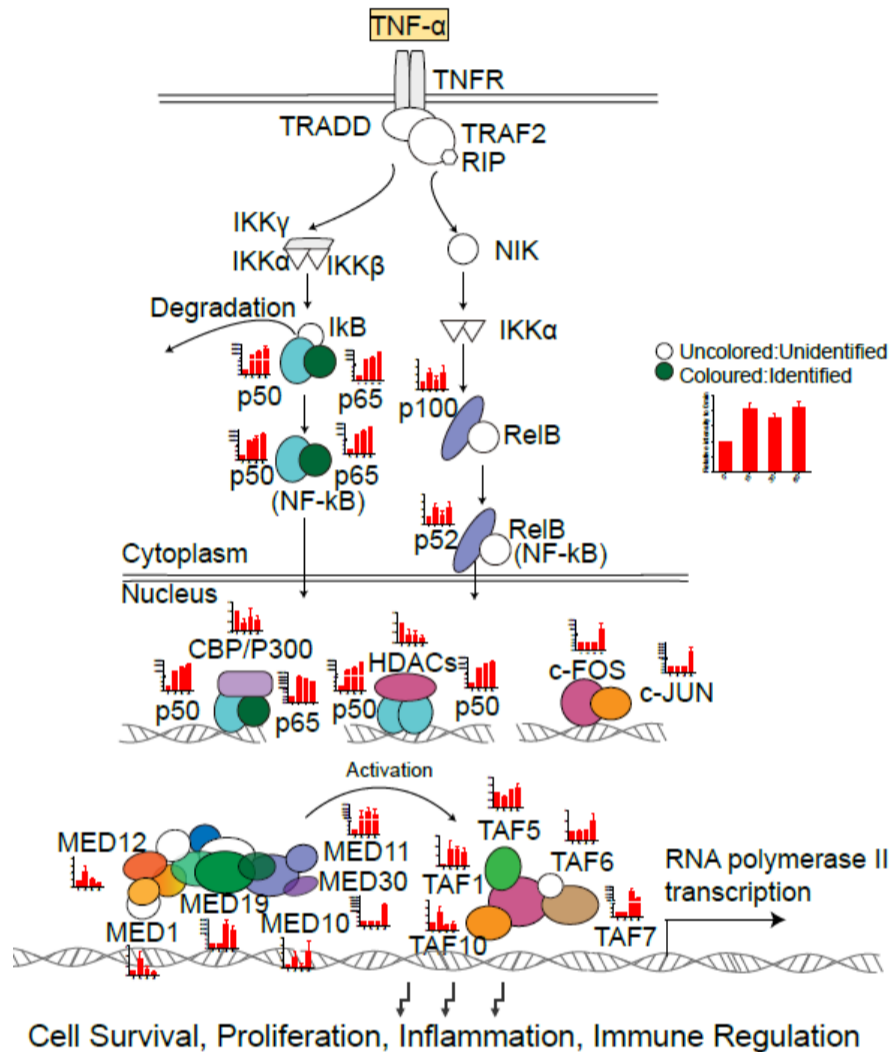 TNF-α
TNFR
TRADD
TRAF2
RIP
IKKγ
IKKα
IKKβ
NIK
Degradation
IkB
IKKα
Uncolored:Unidentified
Coloured:Identified
p50
p65
p100
RelB
p50
p65
(NF-kB)
p52
RelB
(NF-kB)
Cytoplasm
Nucleus
CBP/P300
HDACs
c-FOS
c-JUN
p50
p65
p50
p50
Activation
MED12
MED11
TAF5
TAF6
MED30
TAF1
RNA polymerase II
transcription
MED19
MED10
MED1
TAF10
TAF7
Cell Survival, Proliferation, Inflammation, Immune Regulation